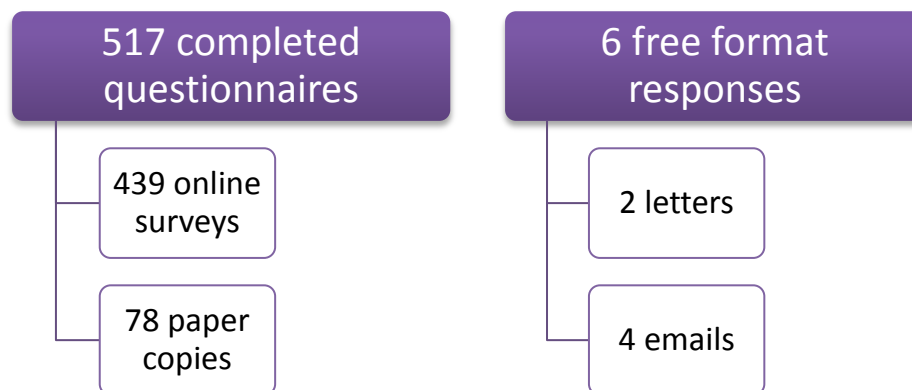 517 completed
questionnaires
439 online
surveys
78 paper
copies
6 free format
responses
2 letters
4 emails